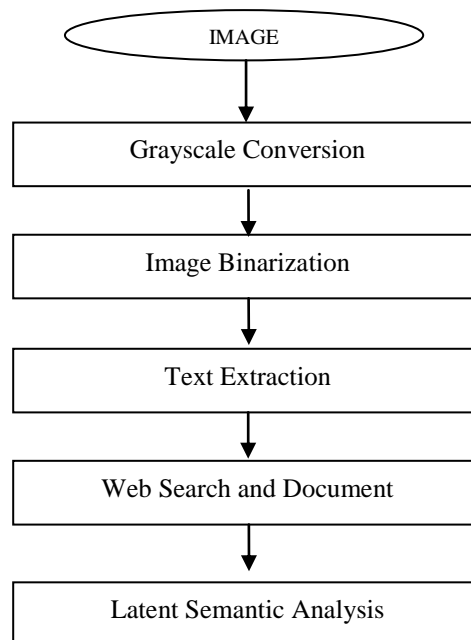 IMAGE
Grayscale Conversion
Image Binarization
Text Extraction
Web Search and Document
Latent Semantic Analysis